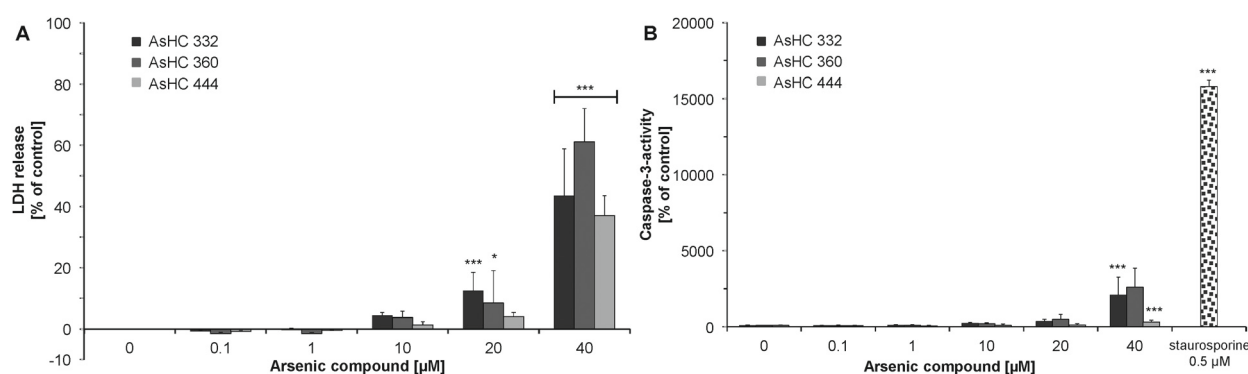 A
AsHC 332
AsHC 360
AsHC 444
LDH release
[% of control]
100
80
60
40
20
0
-10
***
*
***
0
0.1
1
10
20
40
Arsenic compound [µM]
B
AsHC 332
AsHC 360
AsHC 444
Caspase-3-activity
[% of control]
20000
15000
10000
5000
0
***
***
***
0
0.1
1
10
20
40
staurosporine
0.5 µM
Arsenic compound [µM]